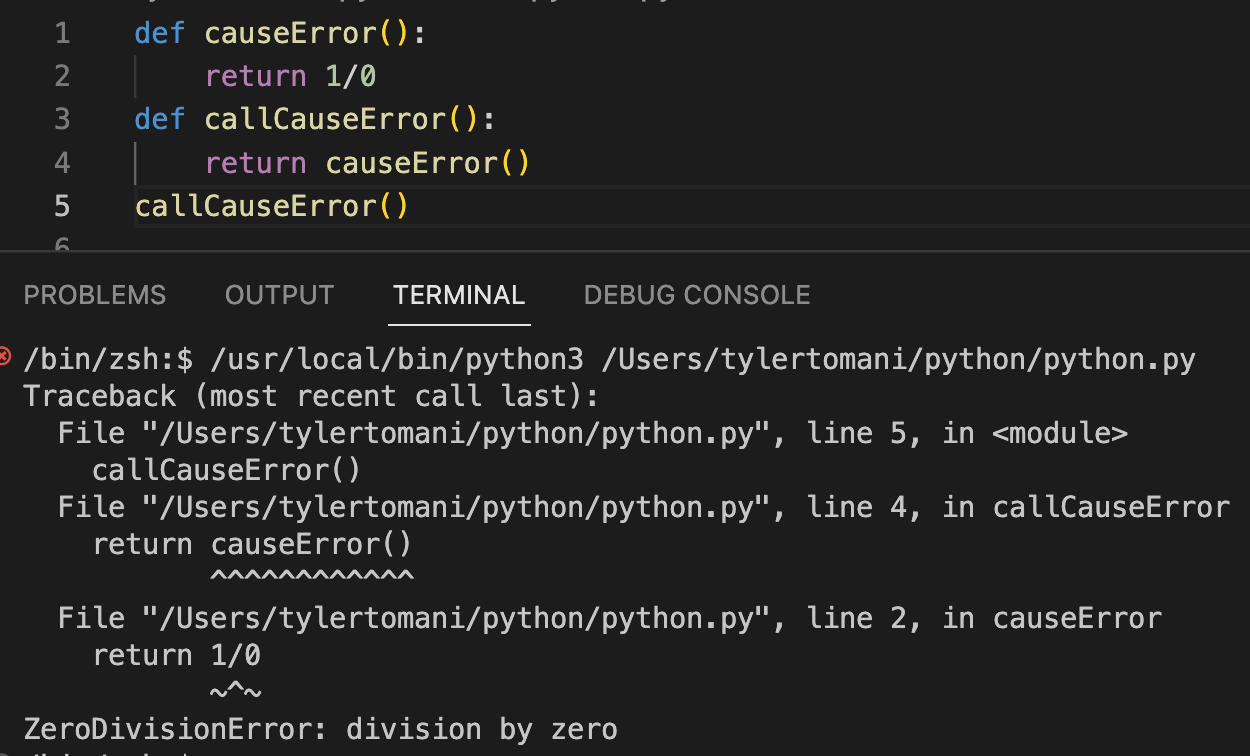 1 def causeError():
2     return 1/0
3 def callCauseError():
4     return causeError()
5 callCauseError()
6
PROBLEMS OUTPUT TERMINAL DEBUG CONSOLE
/bin/zsh:$ /usr/local/bin/python3 /Users/tylertomani/python/python.py
Traceback (most recent call last):
  File "/Users/tylertomani/python/python.py", line 5, in <module>
    callCauseError()
  File "/Users/tylertomani/python/python.py", line 4, in callCauseError
    return causeError()
           ^^^^^^^^^^^^
  File "/Users/tylertomani/python/python.py", line 2, in causeError
    return 1/0
           ~^~
ZeroDivisionError: division by zero